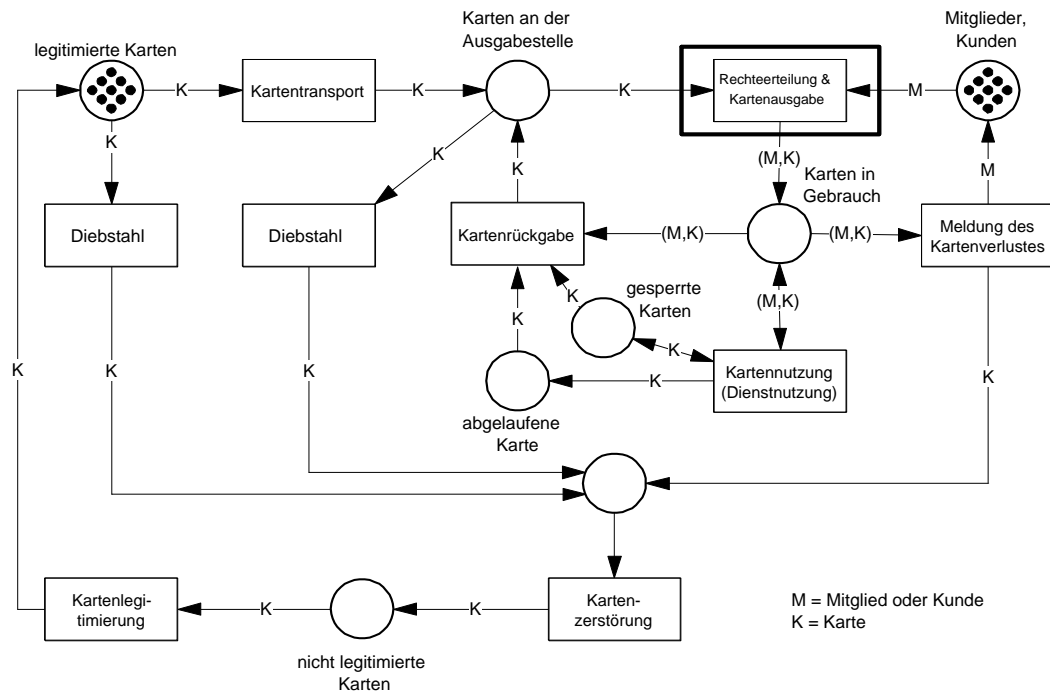 legitimierte Karten
Karten an der
Ausgabestelle
Mitglieder,
Kunden
K
Kartentransport
K
K
Rechteerteilung &
Kartenausgabe
M
K
K
K
(M,K)
Karten in
Gebrauch
M
Diebstahl
Diebstahl
Kartenrückgabe
(M,K)
(M,K)
Meldung des
Kartenverlustes
gesperrte
Karten
K
K
(M,K)
K
K
K
K
K
K
Kartennutzung
(Dienstnutzung)
K
abgelaufene
Karte
Kartenlegi-
timierung
K
K
Karten-
zerstörung
nicht legitimierte
Karten
M = Mitglied oder Kunde
K = Karte